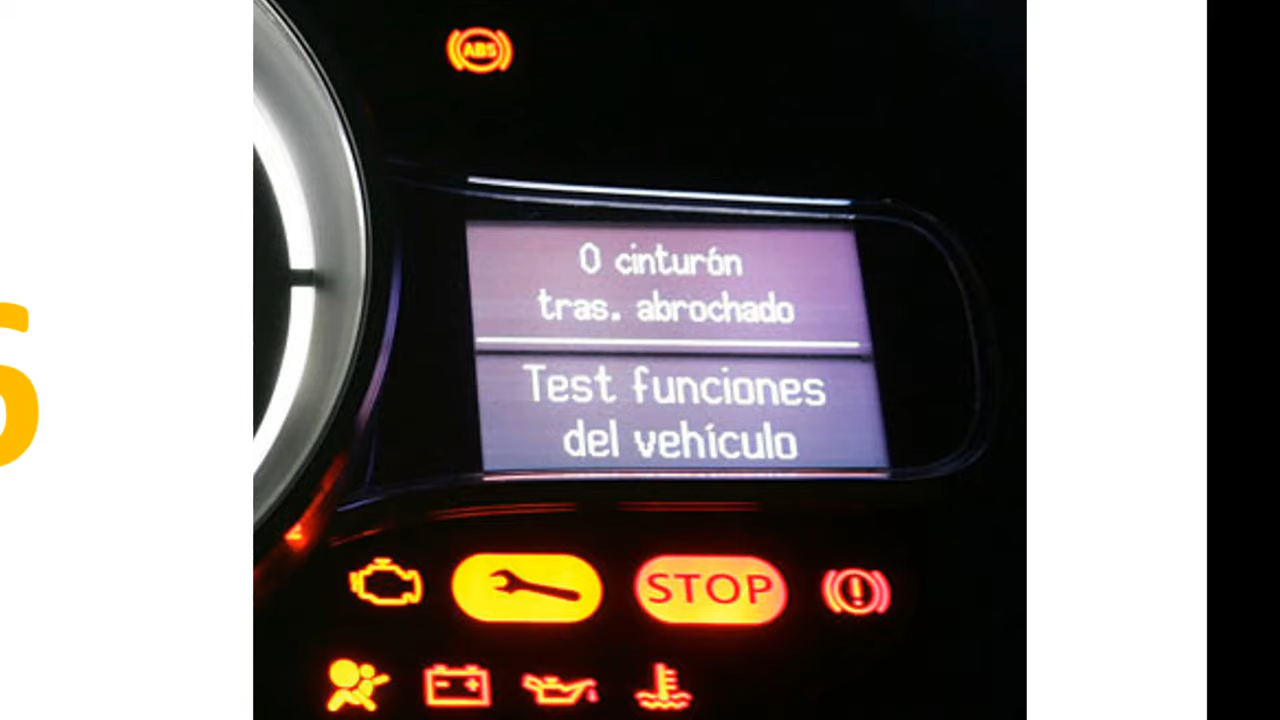 ABS
0 cinturón
tras. abrochado
Test funciones
del vehículo
STOP